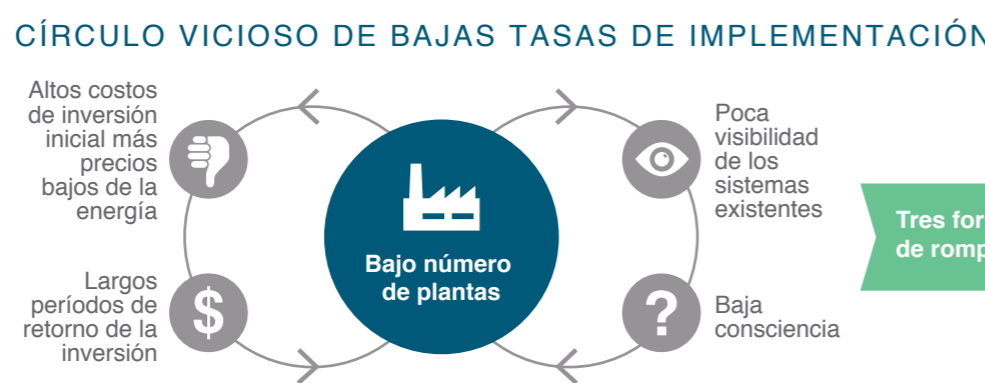 CÍRCULO VICIOSO DE BAJAS TASAS DE IMPLEMENTACIÓN
Altos costos
de inversión
inicial más
precios
bajos de la
energía
Largos
períodos de
retorno de la
inversión
$
Bajo número
de plantas
Poca
visibilidad
de los
sistemas
existentes
?
Baja
consciencia
Tres
de